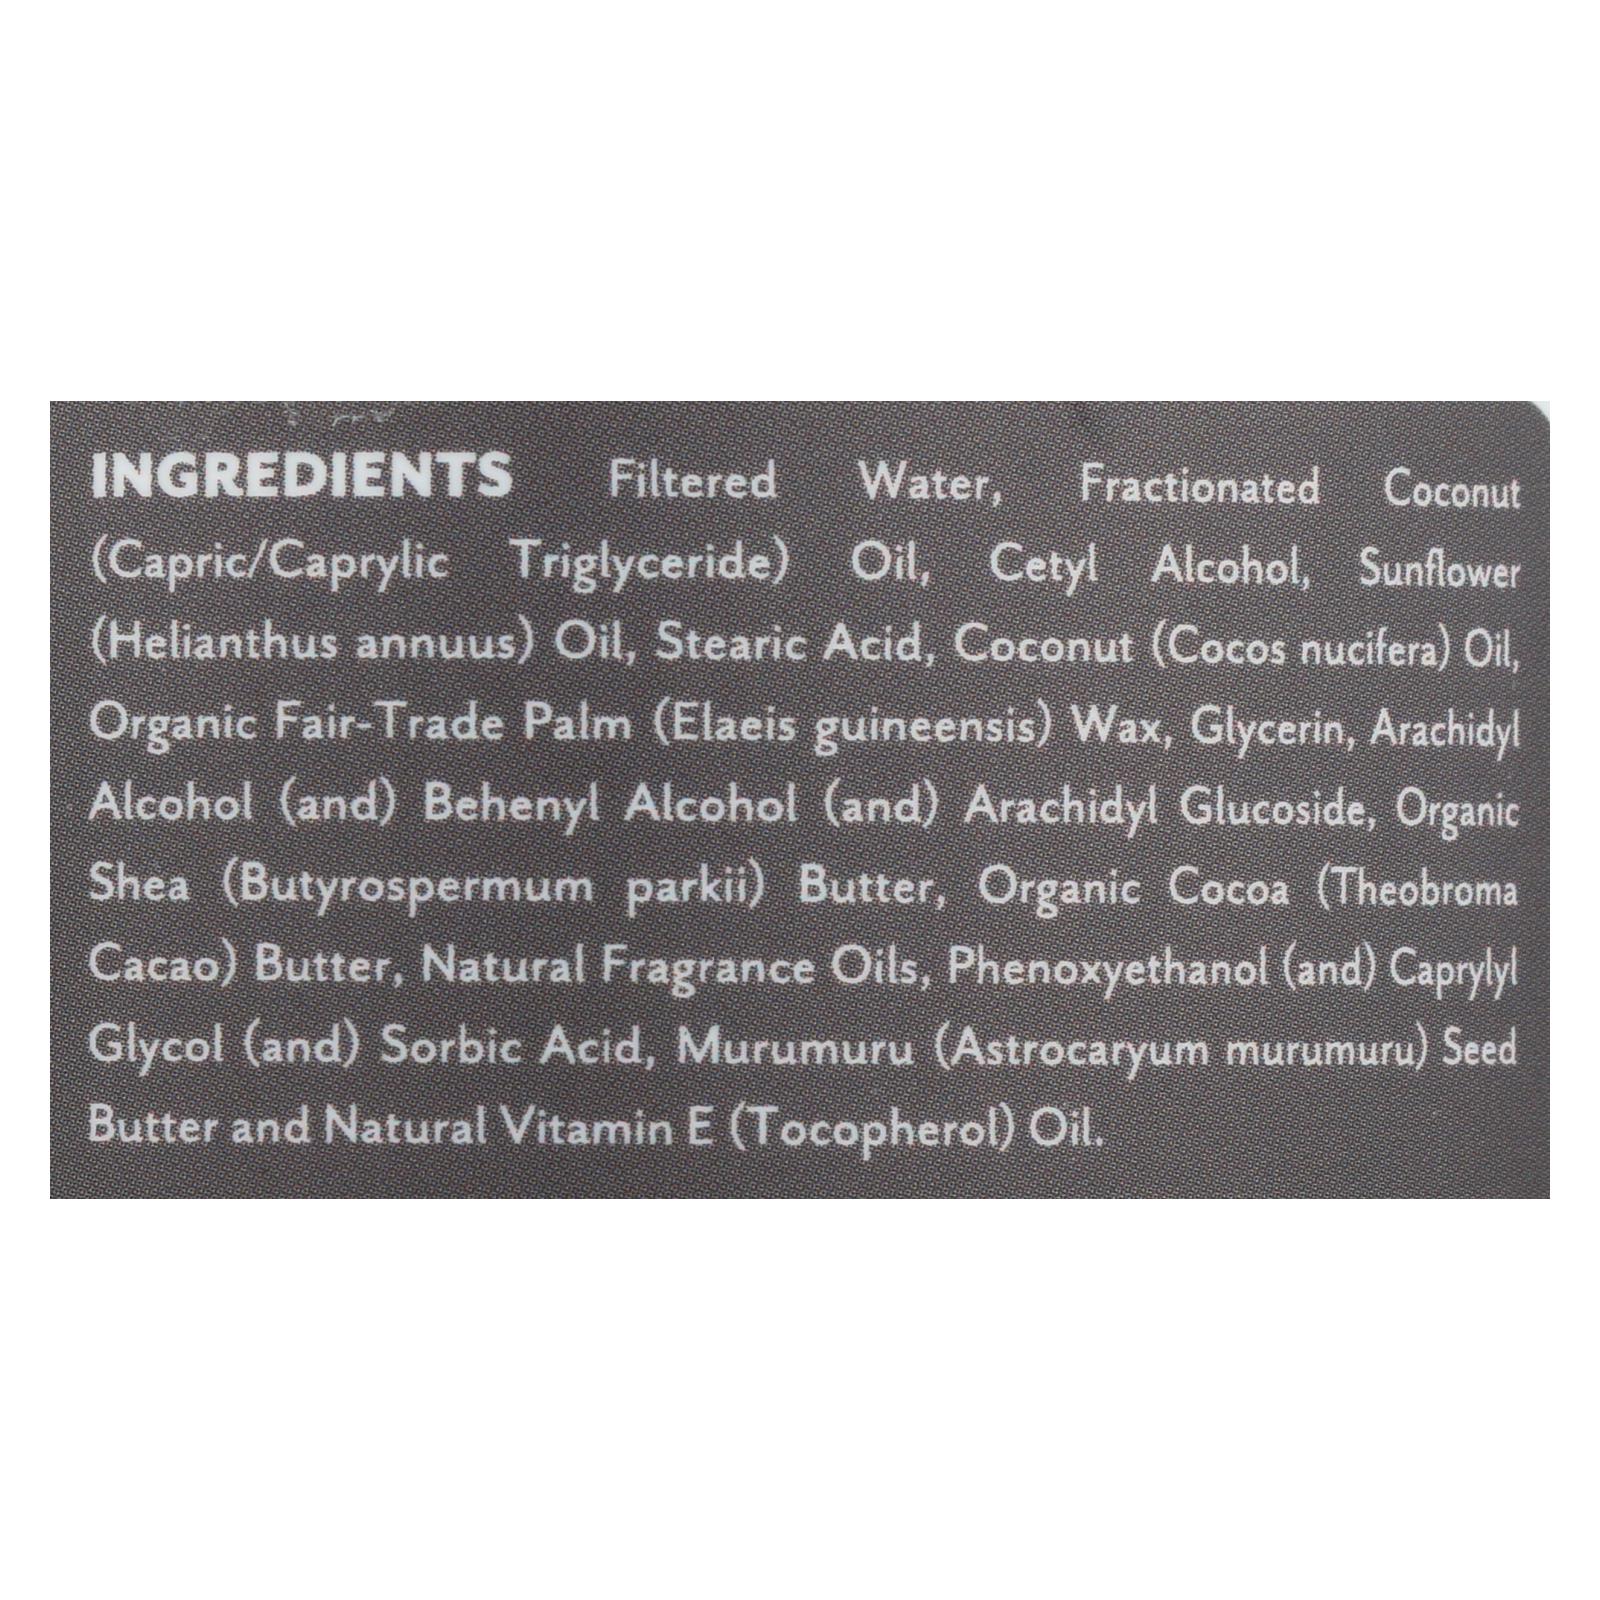 INGREDIENTS Filtered Water, Fractionated Coconut
(Capric/Caprylic Triglyceride) Oil, Cetyl Alcohol, Sunflower
(Helianthus annuus) Oil, Stearic Acid, Coconut (Cocos nucifera) Oil,
Organic Fair-Trade Palm (Elaeis guineensis) Wax, Glycerin, Arachidyl
Alcohol (and) Behenyl Alcohol (and) Arachidyl Glucoside, Organic
Shea (Butyrospermum parkii) Butter, Organic Cocoa (Theobroma
Cacao) Butter, Natural Fragrance Oils, Phenoxyethanol (and) Caprylyl
Glycol (and) Sorbic Acid, Murumuru (Astrocaryum murumuru) Seed
Butter and Natural Vitamin E (Tocopherol) Oil.